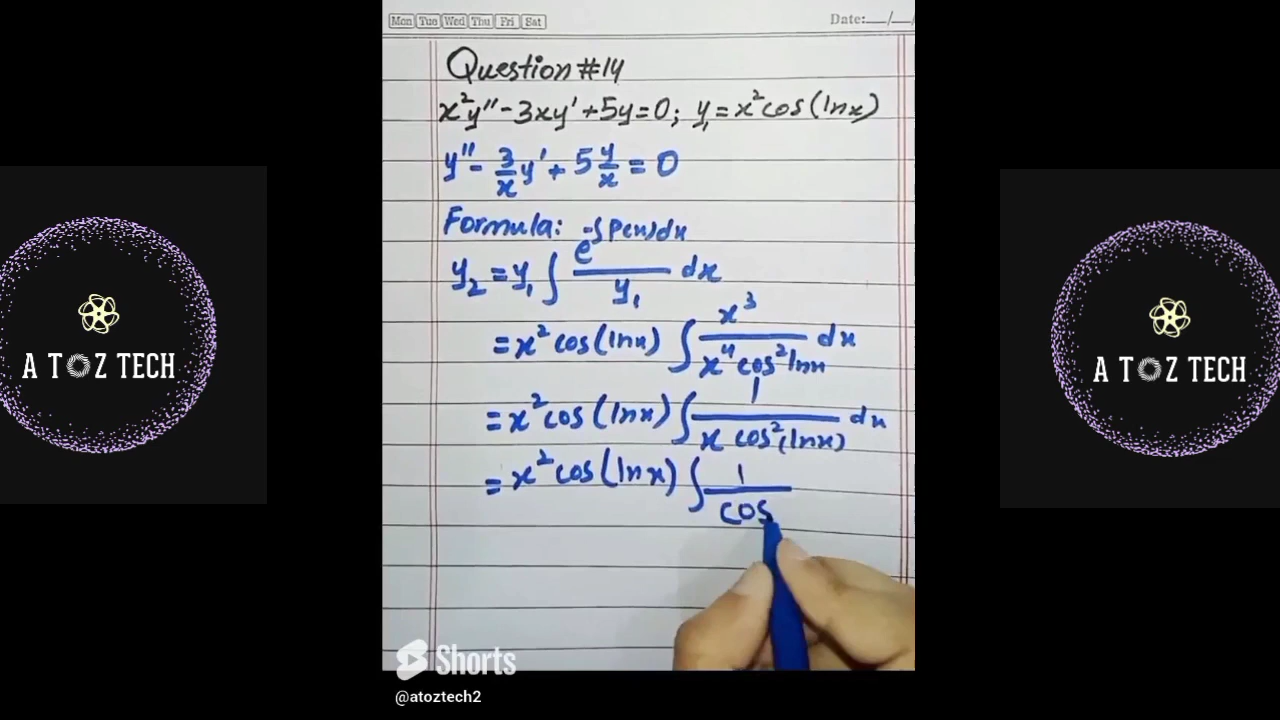 Mon Tue Wed Thu Fri Sat
Date:__/__/
Question #14
x²y'' - 3xy' + 5y = 0; y₁ = x² cos(lnx)
y'' - 3/x y' + 5 y/x = 0
Formula:
y₂ = y₁ ∫ e^(-∫P(x)dx) / y₁ dx
= x² cos(lnx) ∫ x³ / x⁴ cos² lnx dx
= x² cos(lnx) ∫ 1 / x cos²(lnx) dx
= x² cos(lnx) ∫ 1 / cos
A TOZ TECH
A TOZ TECH
Shorts
@atoztech2